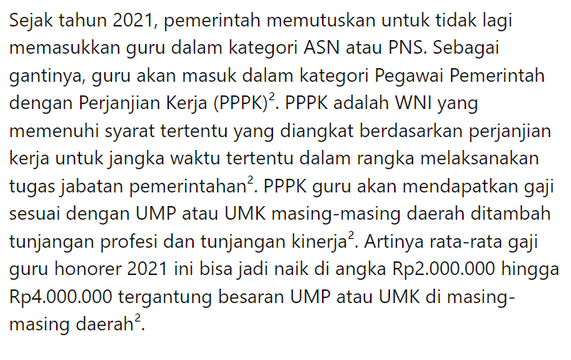 Sejak tahun 2021, pemerintah memutuskan untuk tidak lagi
memasukkan guru dalam kategori ASN atau PNS. Sebagai
gantinya, guru akan masuk dalam kategori Pegawai Pemerintah
dengan Perjanjian Kerja (PPPK)². PPPK adalah WNI yang
memenuhi syarat tertentu yang diangkat berdasarkan perjanjian
kerja untuk jangka waktu tertentu dalam rangka melaksanakan
tugas jabatan pemerintahan². PPPK guru akan mendapatkan gaji
sesuai dengan UMP atau UMK masing-masing daerah ditambah
tunjangan profesi dan tunjangan kinerja². Artinya rata-rata gaji
guru honorer 2021 ini bisa jadi naik di angka Rp2.000.000 hingga
Rp4.000.000 tergantung besaran UMP atau UMK di masing-
masing daerah².